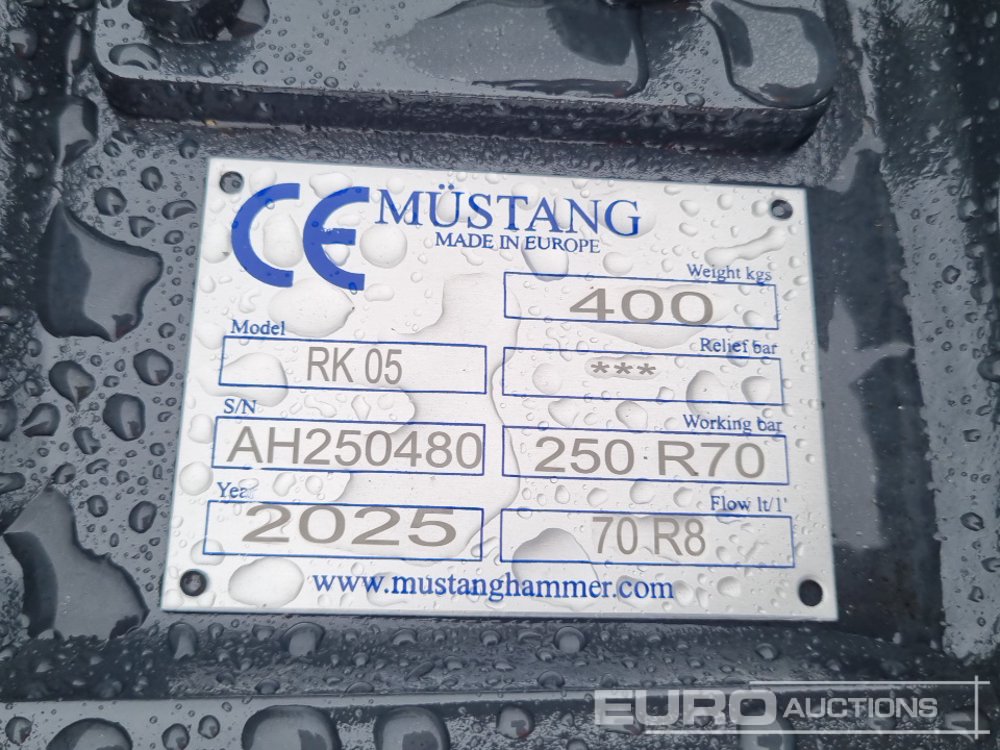 CE MÜSTANG
MADE IN EUROPE
Weight kgs
400
Model
RK 05
Relief bar
***
S/N
AH250480
Working bar
250·R70
Year
2025
Flow lt/1'
70 R8
www.mustanghammer.com
EURO AUCTIONS